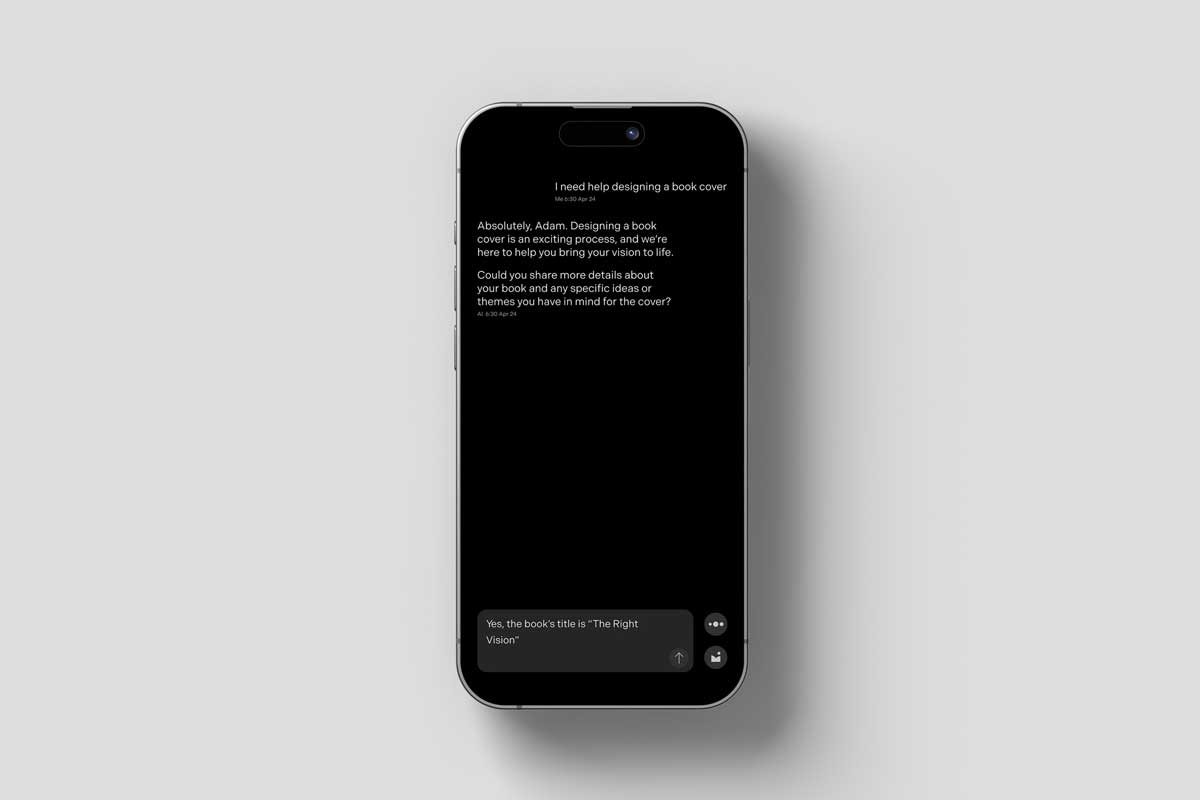 I need help designing a book cover
Me 6:30 Apr 24
Absolutely, Adam. Designing a book
cover is an exciting process, and we're
here to help you bring your vision to life.
Could you share more details about
your book and any specific ideas or
themes you have in mind for the cover?
AI 6:30 Apr 24
Yes, the book's title is “The Right
Vision”